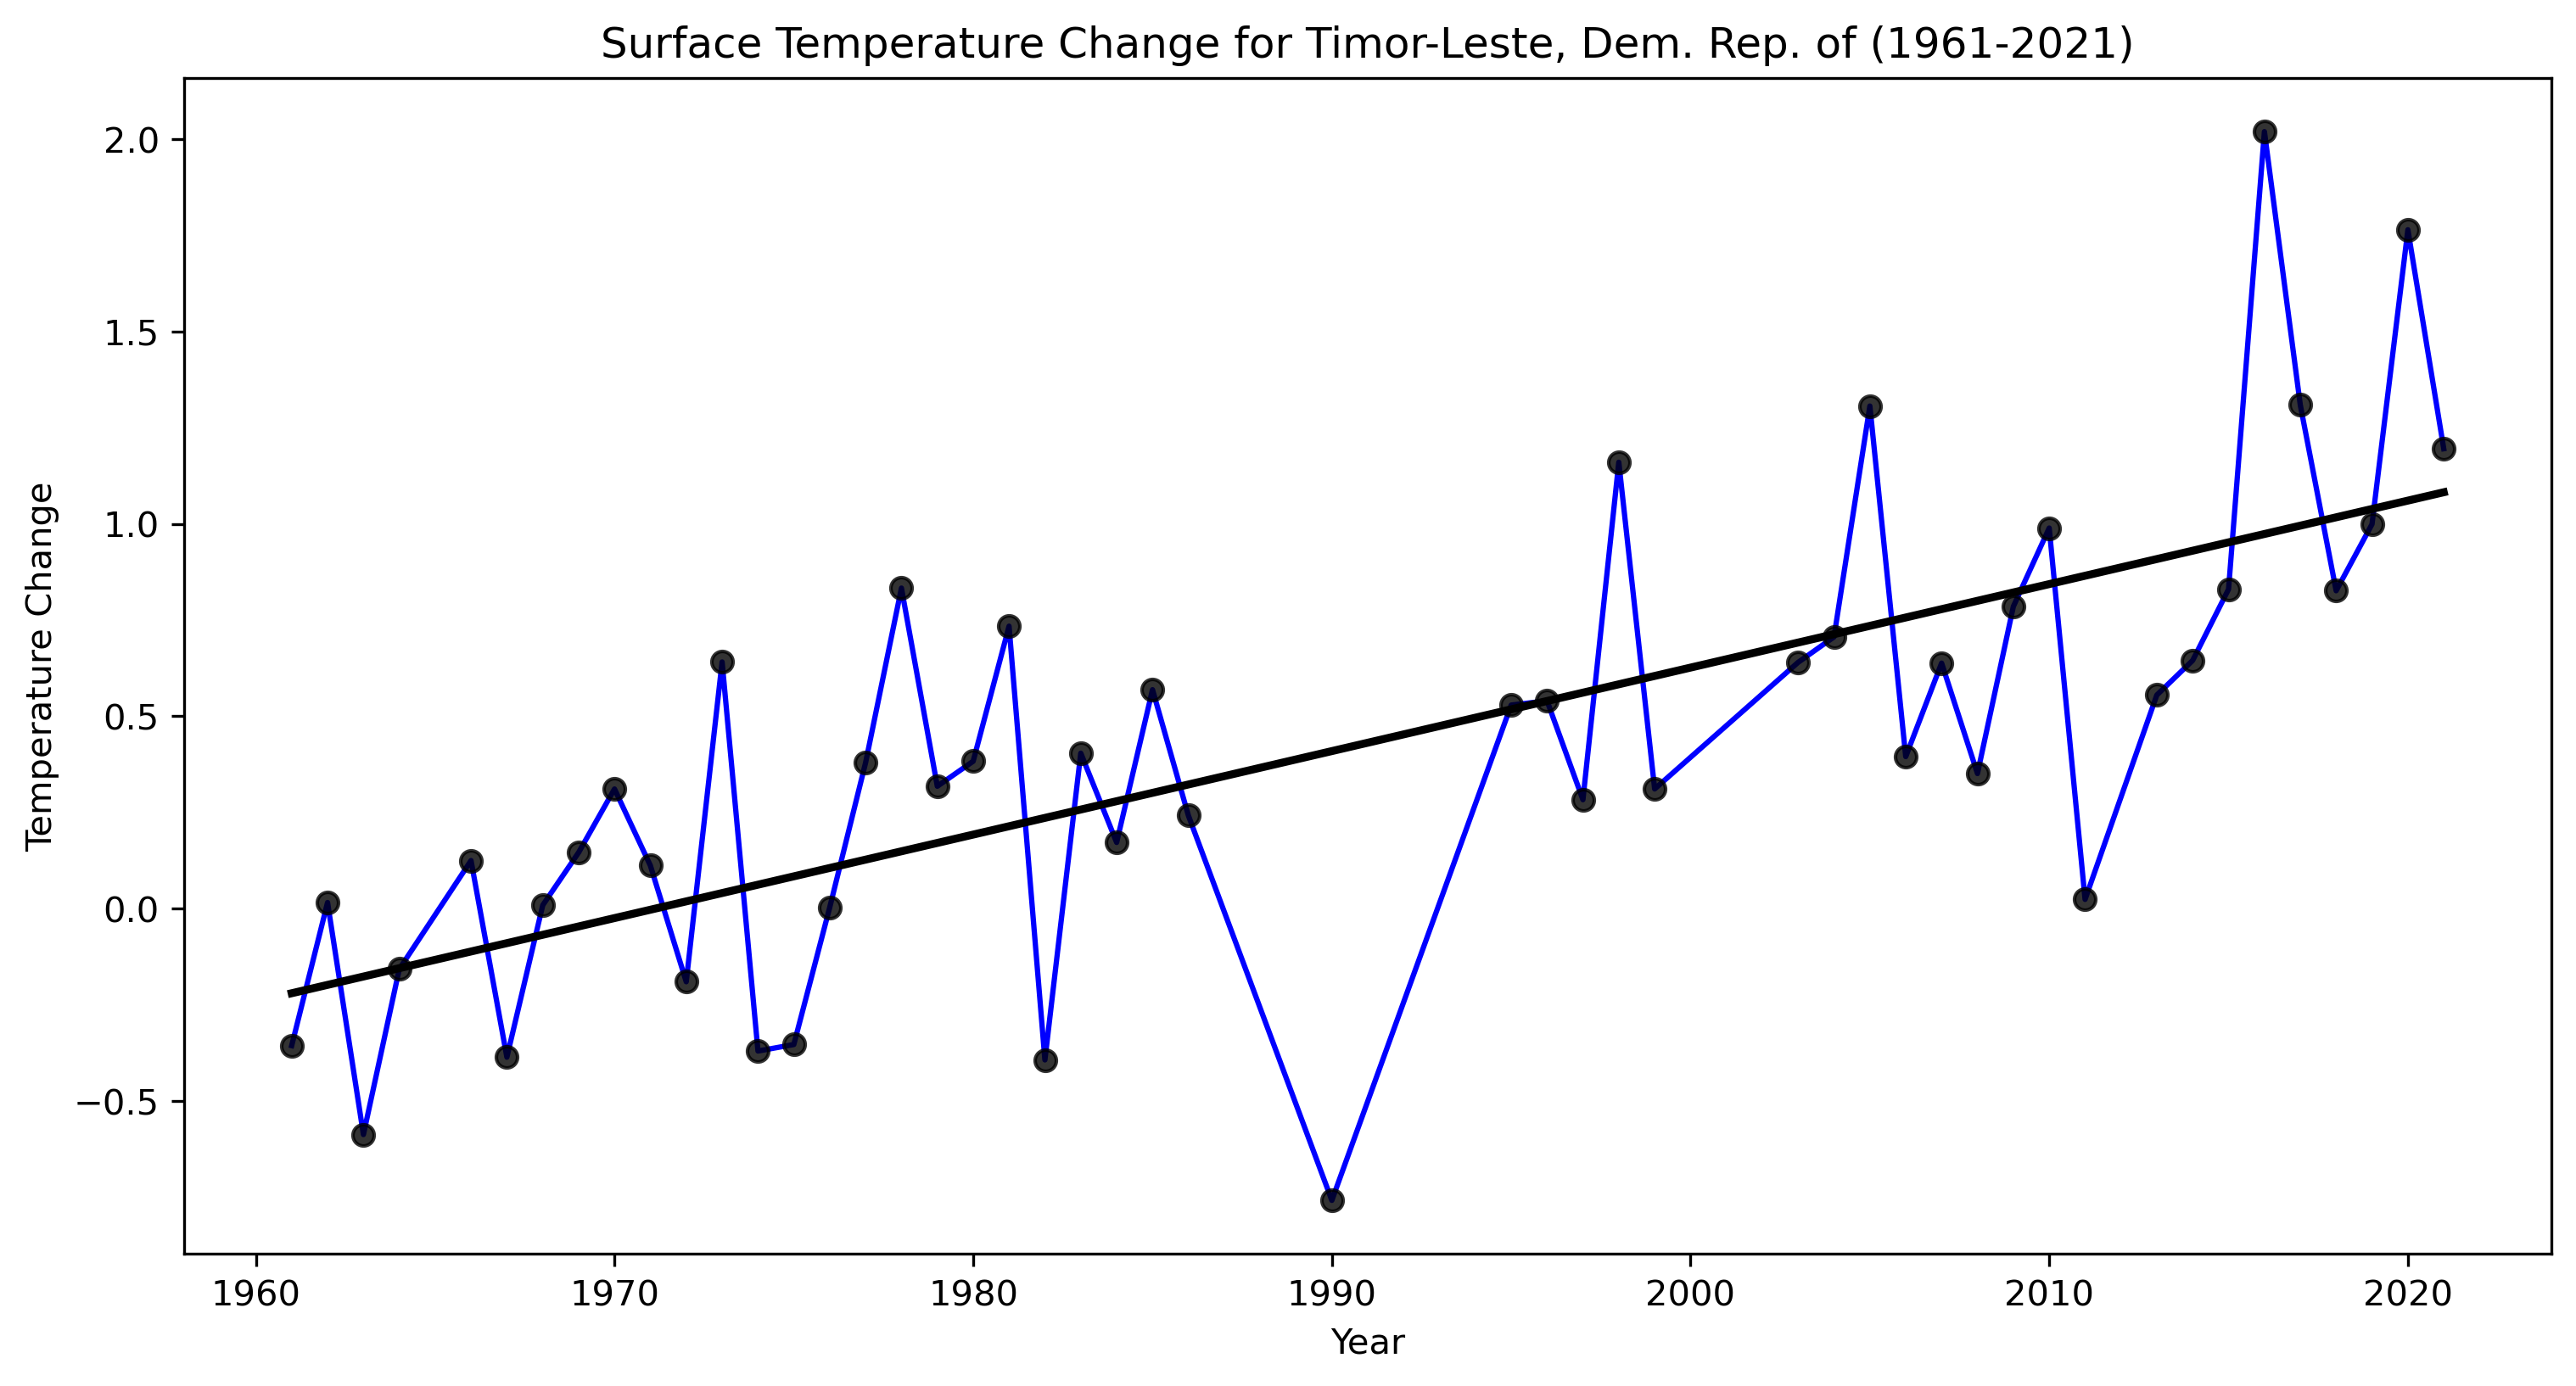 Surface Temperature Change for Timor-Leste, Dem. Rep. of (1961-2021)
2.0
1.5
1.0
0.5
0.0
−0.5
Temperature Change
1960 1970 1980 1990 2000 2010 2020
Year